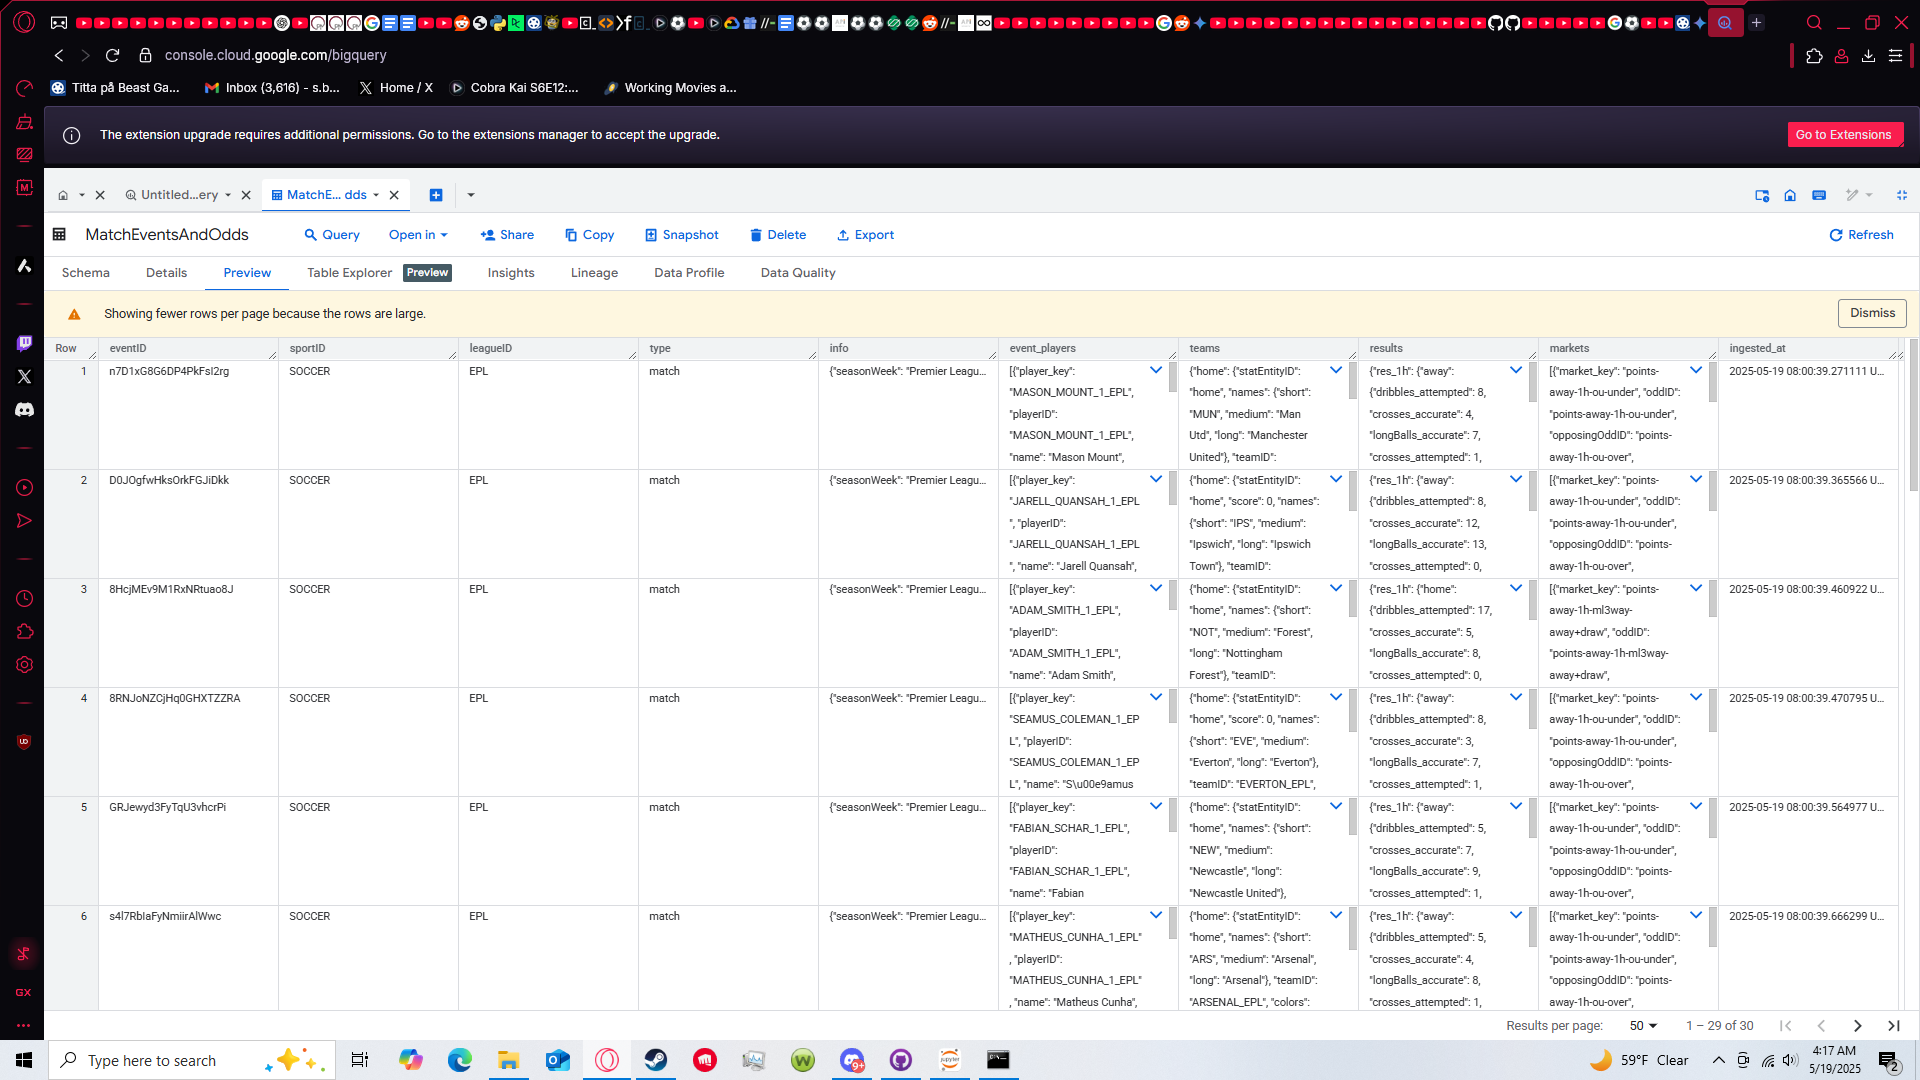 console.cloud.google.com/bigquery
Titta på Beast Ga... Inbox (3,616) - s.b... Home / X Cobra Kai S6E12:... Working Movies a...
The extension upgrade requires additional permissions. Go to the extensions manager to accept the upgrade. Go to Extensions
Untitled...ery MatchE... dds
MatchEventsAndOdds Query Open in Share Copy Snapshot Delete Export Refresh
Schema Details Preview Table Explorer Preview Insights Lineage Data Profile Data Quality
Showing fewer rows per page because the rows are large. Dismiss
Row eventID sportID leagueID type info event_players teams results markets ingested_at
1 n7D1xG8G6DP4PkFsI2rg SOCCER EPL match {"seasonWeek": "Premier Leagu... [{"player_key": {"home": {"statEntityID": {"res_1h": {"away": [{"market_key": "points- 2025-05-19 08:00:39.271111 U...
"MASON_MOUNT_1_EPL", "home", "names": {"short": {"dribbles_attempted": 8, away-1h-ou-under", "oddID":
"playerID": "MUN", "medium": "Man "crosses_accurate": 4, "points-away-1h-ou-under",
"MASON_MOUNT_1_EPL", Utd", "long": "Manchester "longBalls_accurate": 7, "opposingOddID": "points-
"name": "Mason Mount", United"}, "teamID": "crosses_attempted": 1, away-1h-ou-over",
2 D0JOgfwHksOrkFGJiDkk SOCCER EPL match {"seasonWeek": "Premier Leagu... [{"player_key": {"home": {"statEntityID": {"res_1h": {"away": [{"market_key": "points- 2025-05-19 08:00:39.365566 U...
"JARELL_QUANSAH_1_EPL "home", "score": 0, "names": {"dribbles_attempted": 8, away-1h-ou-under", "oddID":
", "playerID": {"short": "IPS", "medium": "crosses_accurate": 12, "points-away-1h-ou-under",
"JARELL_QUANSAH_1_EPL "Ipswich", "long": "Ipswich "longBalls_accurate": 13, "opposingOddID": "points-
", "name": "Jarell Quansah", Town"}, "teamID": "crosses_attempted": 0, away-1h-ou-over",
3 8HcjMEv9M1RxNRtuao8J SOCCER EPL match {"seasonWeek": "Premier Leagu... [{"player_key": {"home": {"statEntityID": {"res_1h": {"home": [{"market_key": "points- 2025-05-19 08:00:39.460922 U...
"ADAM_SMITH_1_EPL", "home", "names": {"short": {"dribbles_attempted": 17, away-1h-ml3way-
"playerID": "NOT", "medium": "Forest", "crosses_accurate": 5, away+draw", "oddID":
"ADAM_SMITH_1_EPL", "long": "Nottingham "longBalls_accurate": 8, "points-away-1h-ml3way-
"name": "Adam Smith", Forest"}, "teamID": "crosses_attempted": 0, away+draw",
4 8RNJoNZCjHq0GHXTZZRA SOCCER EPL match {"seasonWeek": "Premier Leagu... [{"player_key": {"home": {"statEntityID": {"res_1h": {"away": [{"market_key": "points- 2025-05-19 08:00:39.470795 U...
"SEAMUS_COLEMAN_1_EP "home", "score": 0, "names": {"dribbles_attempted": 8, away-1h-ou-under", "oddID":
L", "playerID": {"short": "EVE", "medium": "crosses_accurate": 3, "points-away-1h-ou-under",
"SEAMUS_COLEMAN_1_EP "Everton", "long": "Everton"}, "longBalls_accurate": 7, "opposingOddID": "points-
L", "name": "S\u00e9amus "teamID": "EVERTON_EPL", "crosses_attempted": 1, away-1h-ou-over",
5 GRJewyd3FyTqU3vhcrPi SOCCER EPL match {"seasonWeek": "Premier Leagu... [{"player_key": {"home": {"statEntityID": {"res_1h": {"away": [{"market_key": "points- 2025-05-19 08:00:39.564977 U...
"FABIAN_SCHAR_1_EPL", "home", "names": {"short": {"dribbles_attempted": 5, away-1h-ou-under", "oddID":
"playerID": "NEW", "medium": "crosses_accurate": 7, "points-away-1h-ou-under",
"FABIAN_SCHAR_1_EPL", "Newcastle", "long": "longBalls_accurate": 9, "opposingOddID": "points-
"name": "Fabian "Newcastle United"}, "crosses_attempted": 1, away-1h-ou-over",
6 s4l7RbIaFyNmiirAlWwc SOCCER EPL match {"seasonWeek": "Premier Leagu... [{"player_key": {"home": {"statEntityID": {"res_1h": {"away": [{"market_key": "points- 2025-05-19 08:00:39.666299 U...
"MATHEUS_CUNHA_1_EPL" "home", "names": {"short": {"dribbles_attempted": 5, away-1h-ou-under", "oddID":
, "playerID": "ARS", "medium": "Arsenal", "crosses_accurate": 4, "points-away-1h-ou-under",
"MATHEUS_CUNHA_1_EPL" "long": "Arsenal"}, "teamID": "longBalls_accurate": 8, "opposingOddID": "points-
, "name": "Matheus Cunha", "ARSENAL_EPL", "colors": "crosses_attempted": 1, away-1h-ou-over",
GX
Results per page: 50 1 – 29 of 30
Type here to search 59°F Clear 4:17 AM
5/19/2025 2